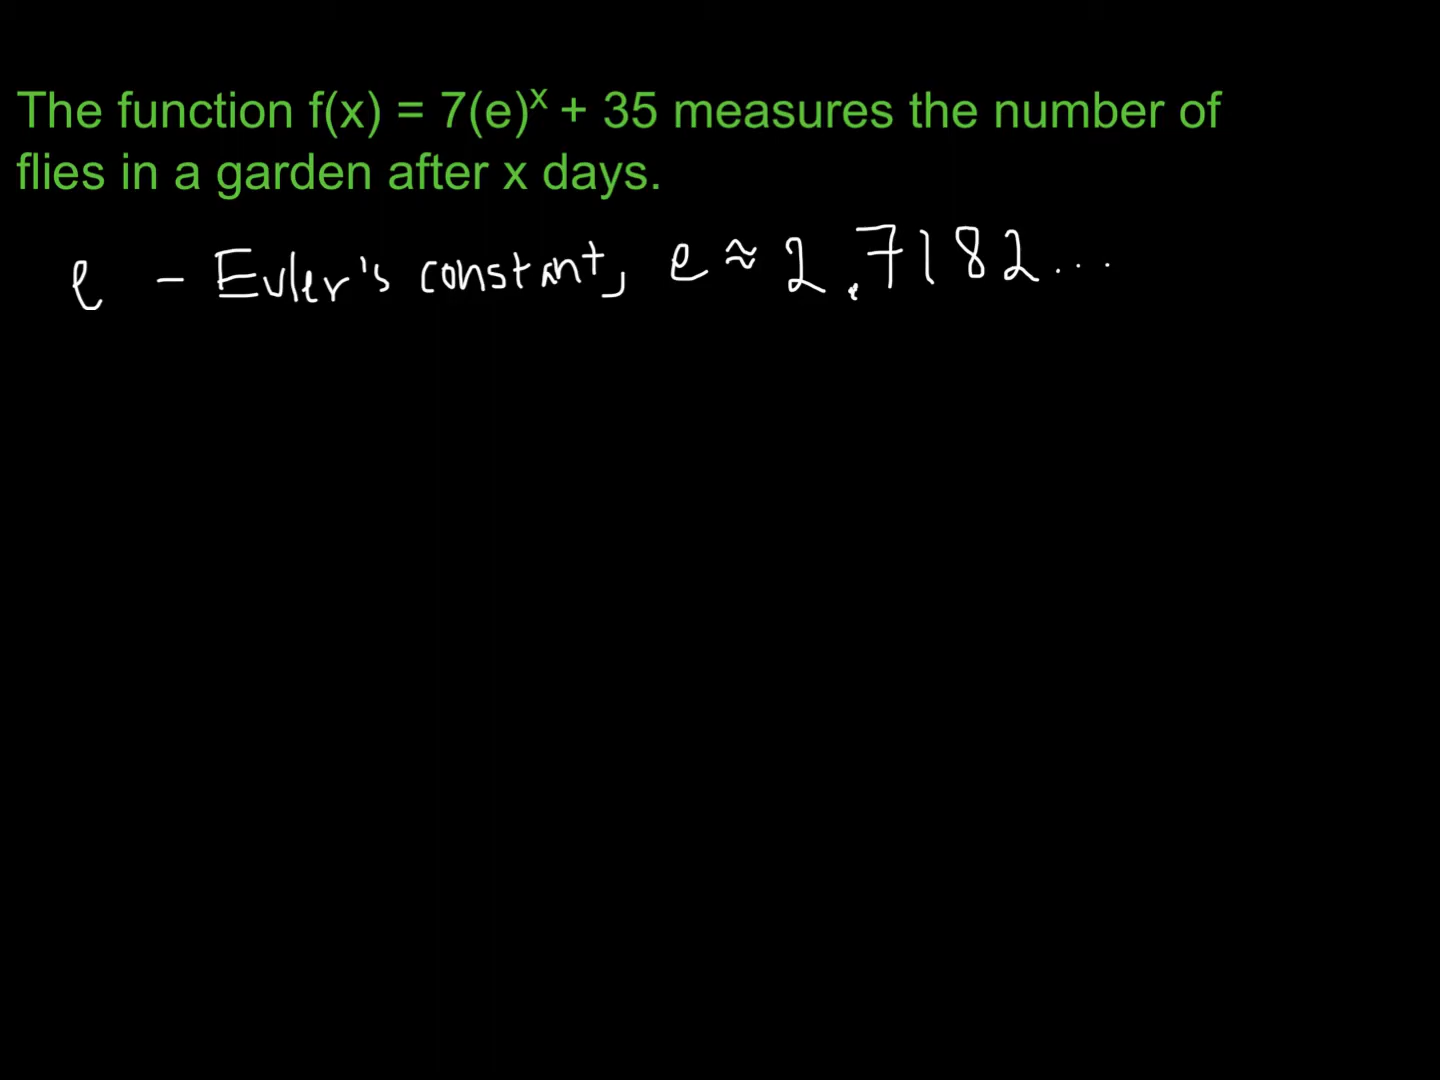 The function f(x) = 7(e)ˣ + 35 measures the number of
flies in a garden after x days.
e - Euler's constant, e ≈ 2.7182...